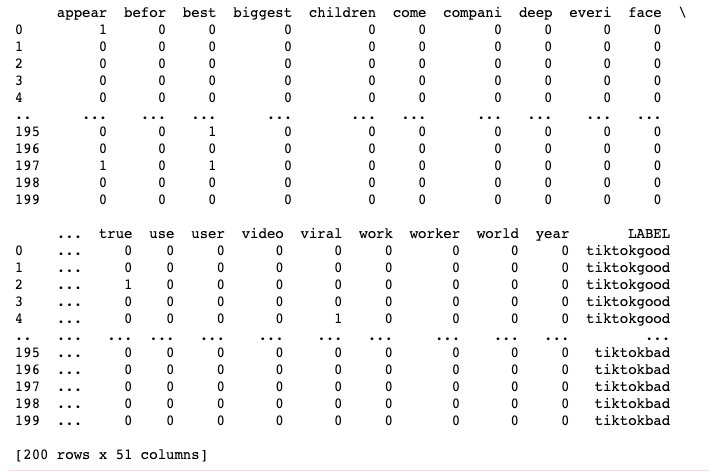 appear befor best biggest children come compani deep everi face \
0 1 0 0 0 0 0 0 0 0 0
1 0 0 0 0 0 0 0 0 0 0
2 0 0 0 0 0 0 0 0 0 0
3 0 0 0 0 0 0 0 0 0 0
4 0 0 0 0 0 0 0 0 0 0
.. ... ... ... ... ... ... ... ... ... ...
195 0 0 1 0 0 0 0 0 0 0
196 0 0 0 0 0 0 0 0 0 0
197 1 0 1 0 0 0 0 0 0 0
198 0 0 0 0 0 0 0 0 0 0
199 0 0 0 0 0 0 0 0 0 0
... true use user video viral work worker world year LABEL
0 ... 0 0 0 0 0 0 0 0 0 tiktokgood
1 ... 0 0 0 0 0 0 0 0 0 tiktokgood
2 ... 1 0 0 0 0 0 0 0 0 tiktokgood
3 ... 0 0 0 0 0 0 0 0 0 tiktokgood
4 ... 0 0 0 0 1 0 0 0 0 tiktokgood
.. ... ... ... ... ... ... ... ... ... ... ...
195 ... 0 0 0 0 0 0 0 0 0 tiktokbad
196 ... 0 0 0 0 0 0 0 0 0 tiktokbad
197 ... 0 0 0 0 0 0 0 0 0 tiktokbad
198 ... 0 0 0 0 0 0 0 0 0 tiktokbad
199 ... 0 0 0 0 0 0 0 0 0 tiktokbad
[200 rows x 51 columns]